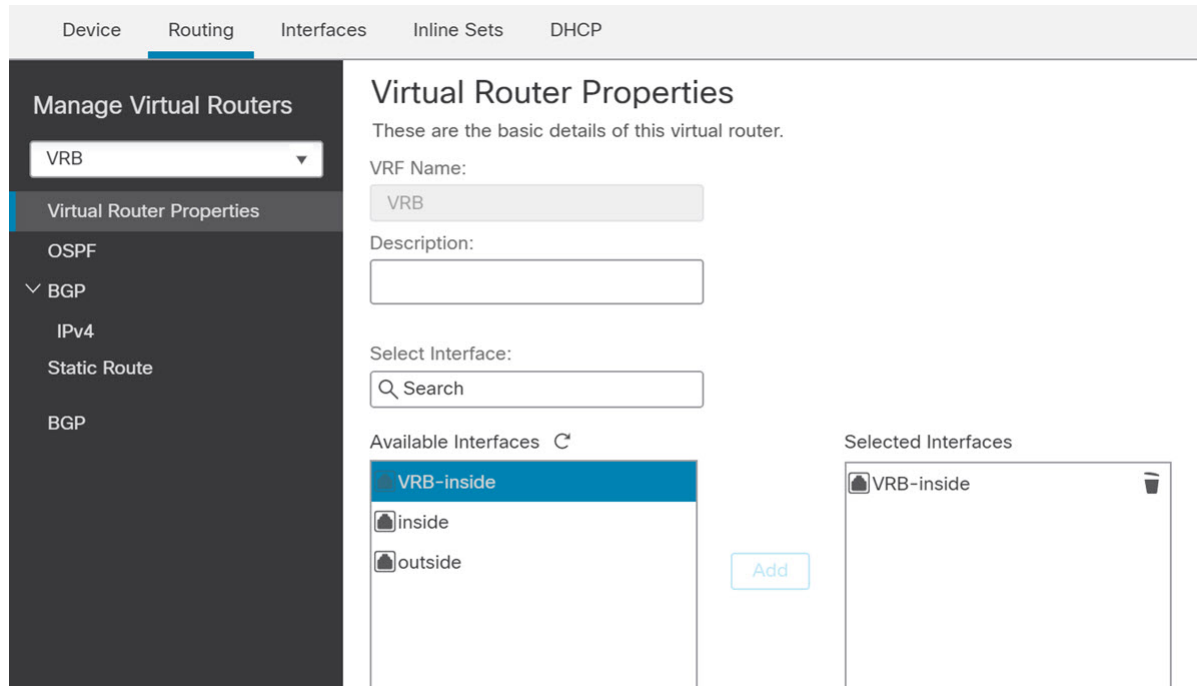 Device Routing Interfaces Inline Sets DHCP
Manage Virtual Routers
VRB
Virtual Router Properties
OSPF
BGP
IPv4
Static Route
BGP
Virtual Router Properties
These are the basic details of this virtual router.
VRF Name:
VRB
Description:
Select Interface:
Search
Available Interfaces
VRB-inside
inside
outside
Add
Selected Interfaces
VRB-inside